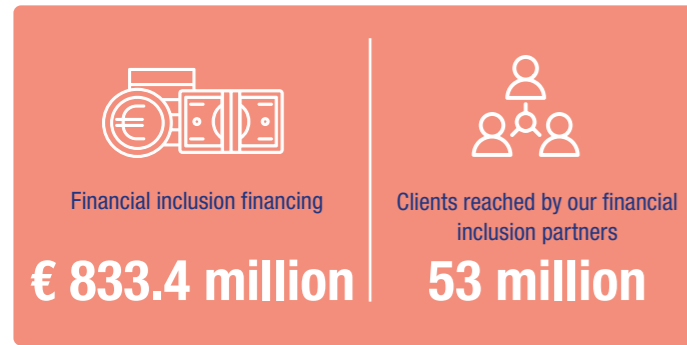 Financial inclusion financing
€ 833.4 million
Clients reached by our financial
inclusion partners
53 million